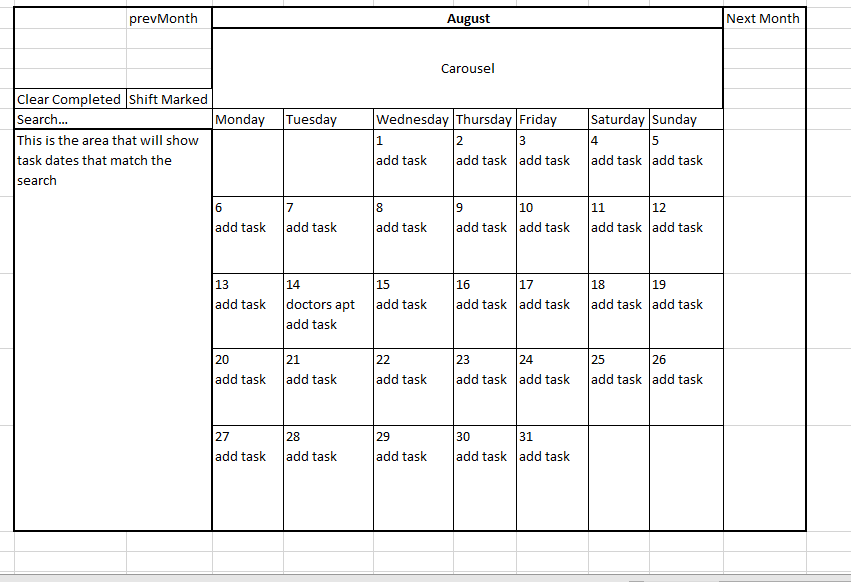 prevMonth August Next Month
Carousel
Clear Completed Shift Marked
Search... Monday Tuesday Wednesday Thursday Friday Saturday Sunday
This is the area that will show
task dates that match the
search
1 2 3 4 5
add task add task add task add task add task
6 7 8 9 10 11 12
add task add task add task add task add task add task add task
13 14 15 16 17 18 19
add task doctors apt add task add task add task add task add task
add task
20 21 22 23 24 25 26
add task add task add task add task add task add task add task
27 28 29 30 31
add task add task add task add task add task